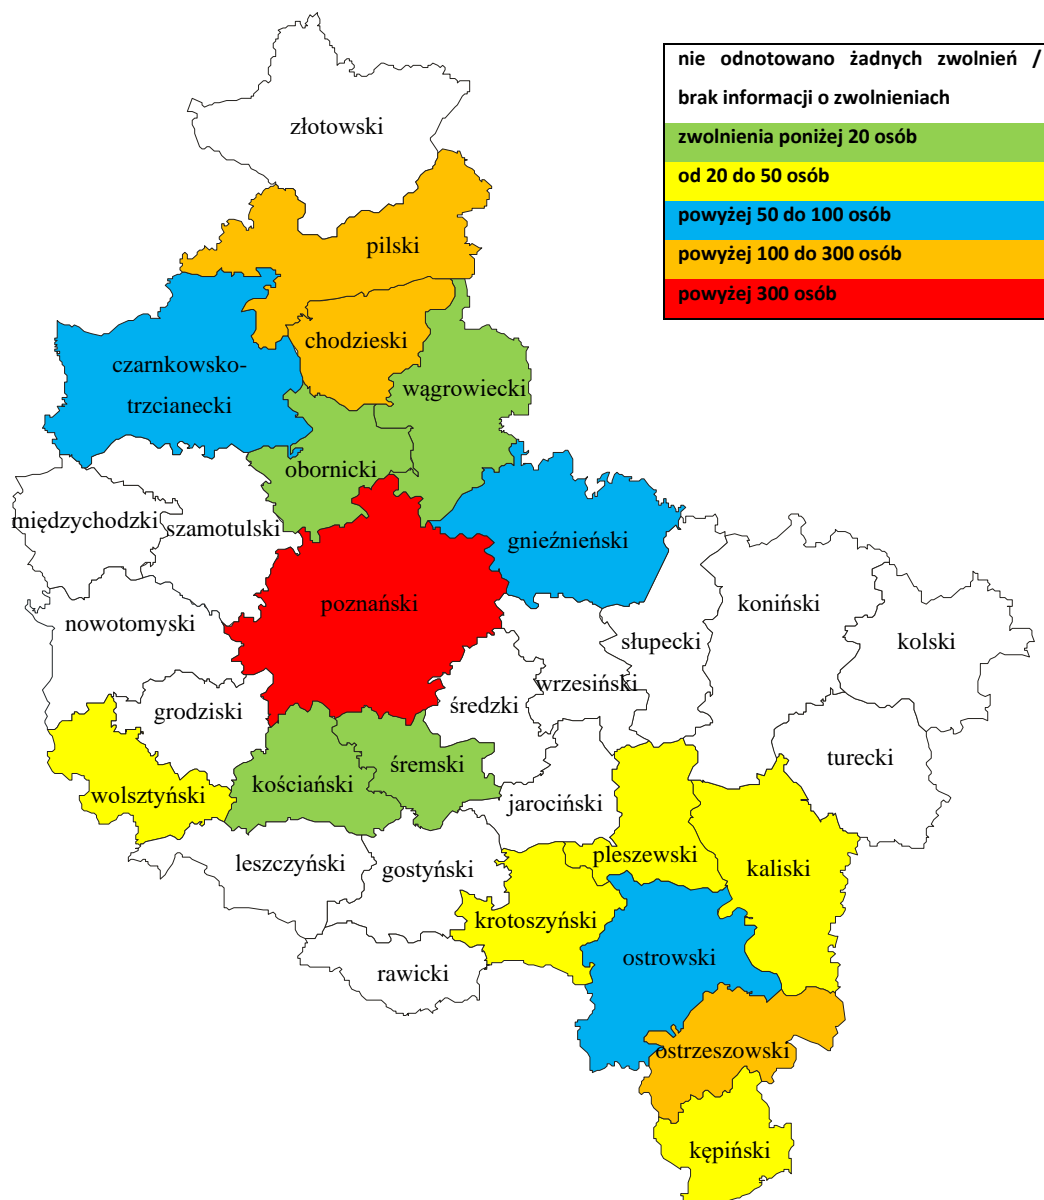 nie odnotowano żadnych zwolnień /
brak informacji o zwolnieniach
zwolnienia poniżej 20 osób
od 20 do 50 osób
powyżej 50 do 100 osób
powyżej 100 do 300 osób
powyżej 300 osób
złotowski
pilski
chodzieski
czarnkowsko-
trzcianecki
wągrowiecki
obornicki
międzychodzki
szamotulski
gnieźnieński
poznański
nowotomyski
koniński
słupecki
kolski
wrzesiński
średzki
grodziski
turecki
śremski
kościański
wolsztyński
jarociński
leszczyński
gostyński
pleszewski
kaliski
krotoszyński
ostrowski
rawicki
ostrzeszowski
kępiński